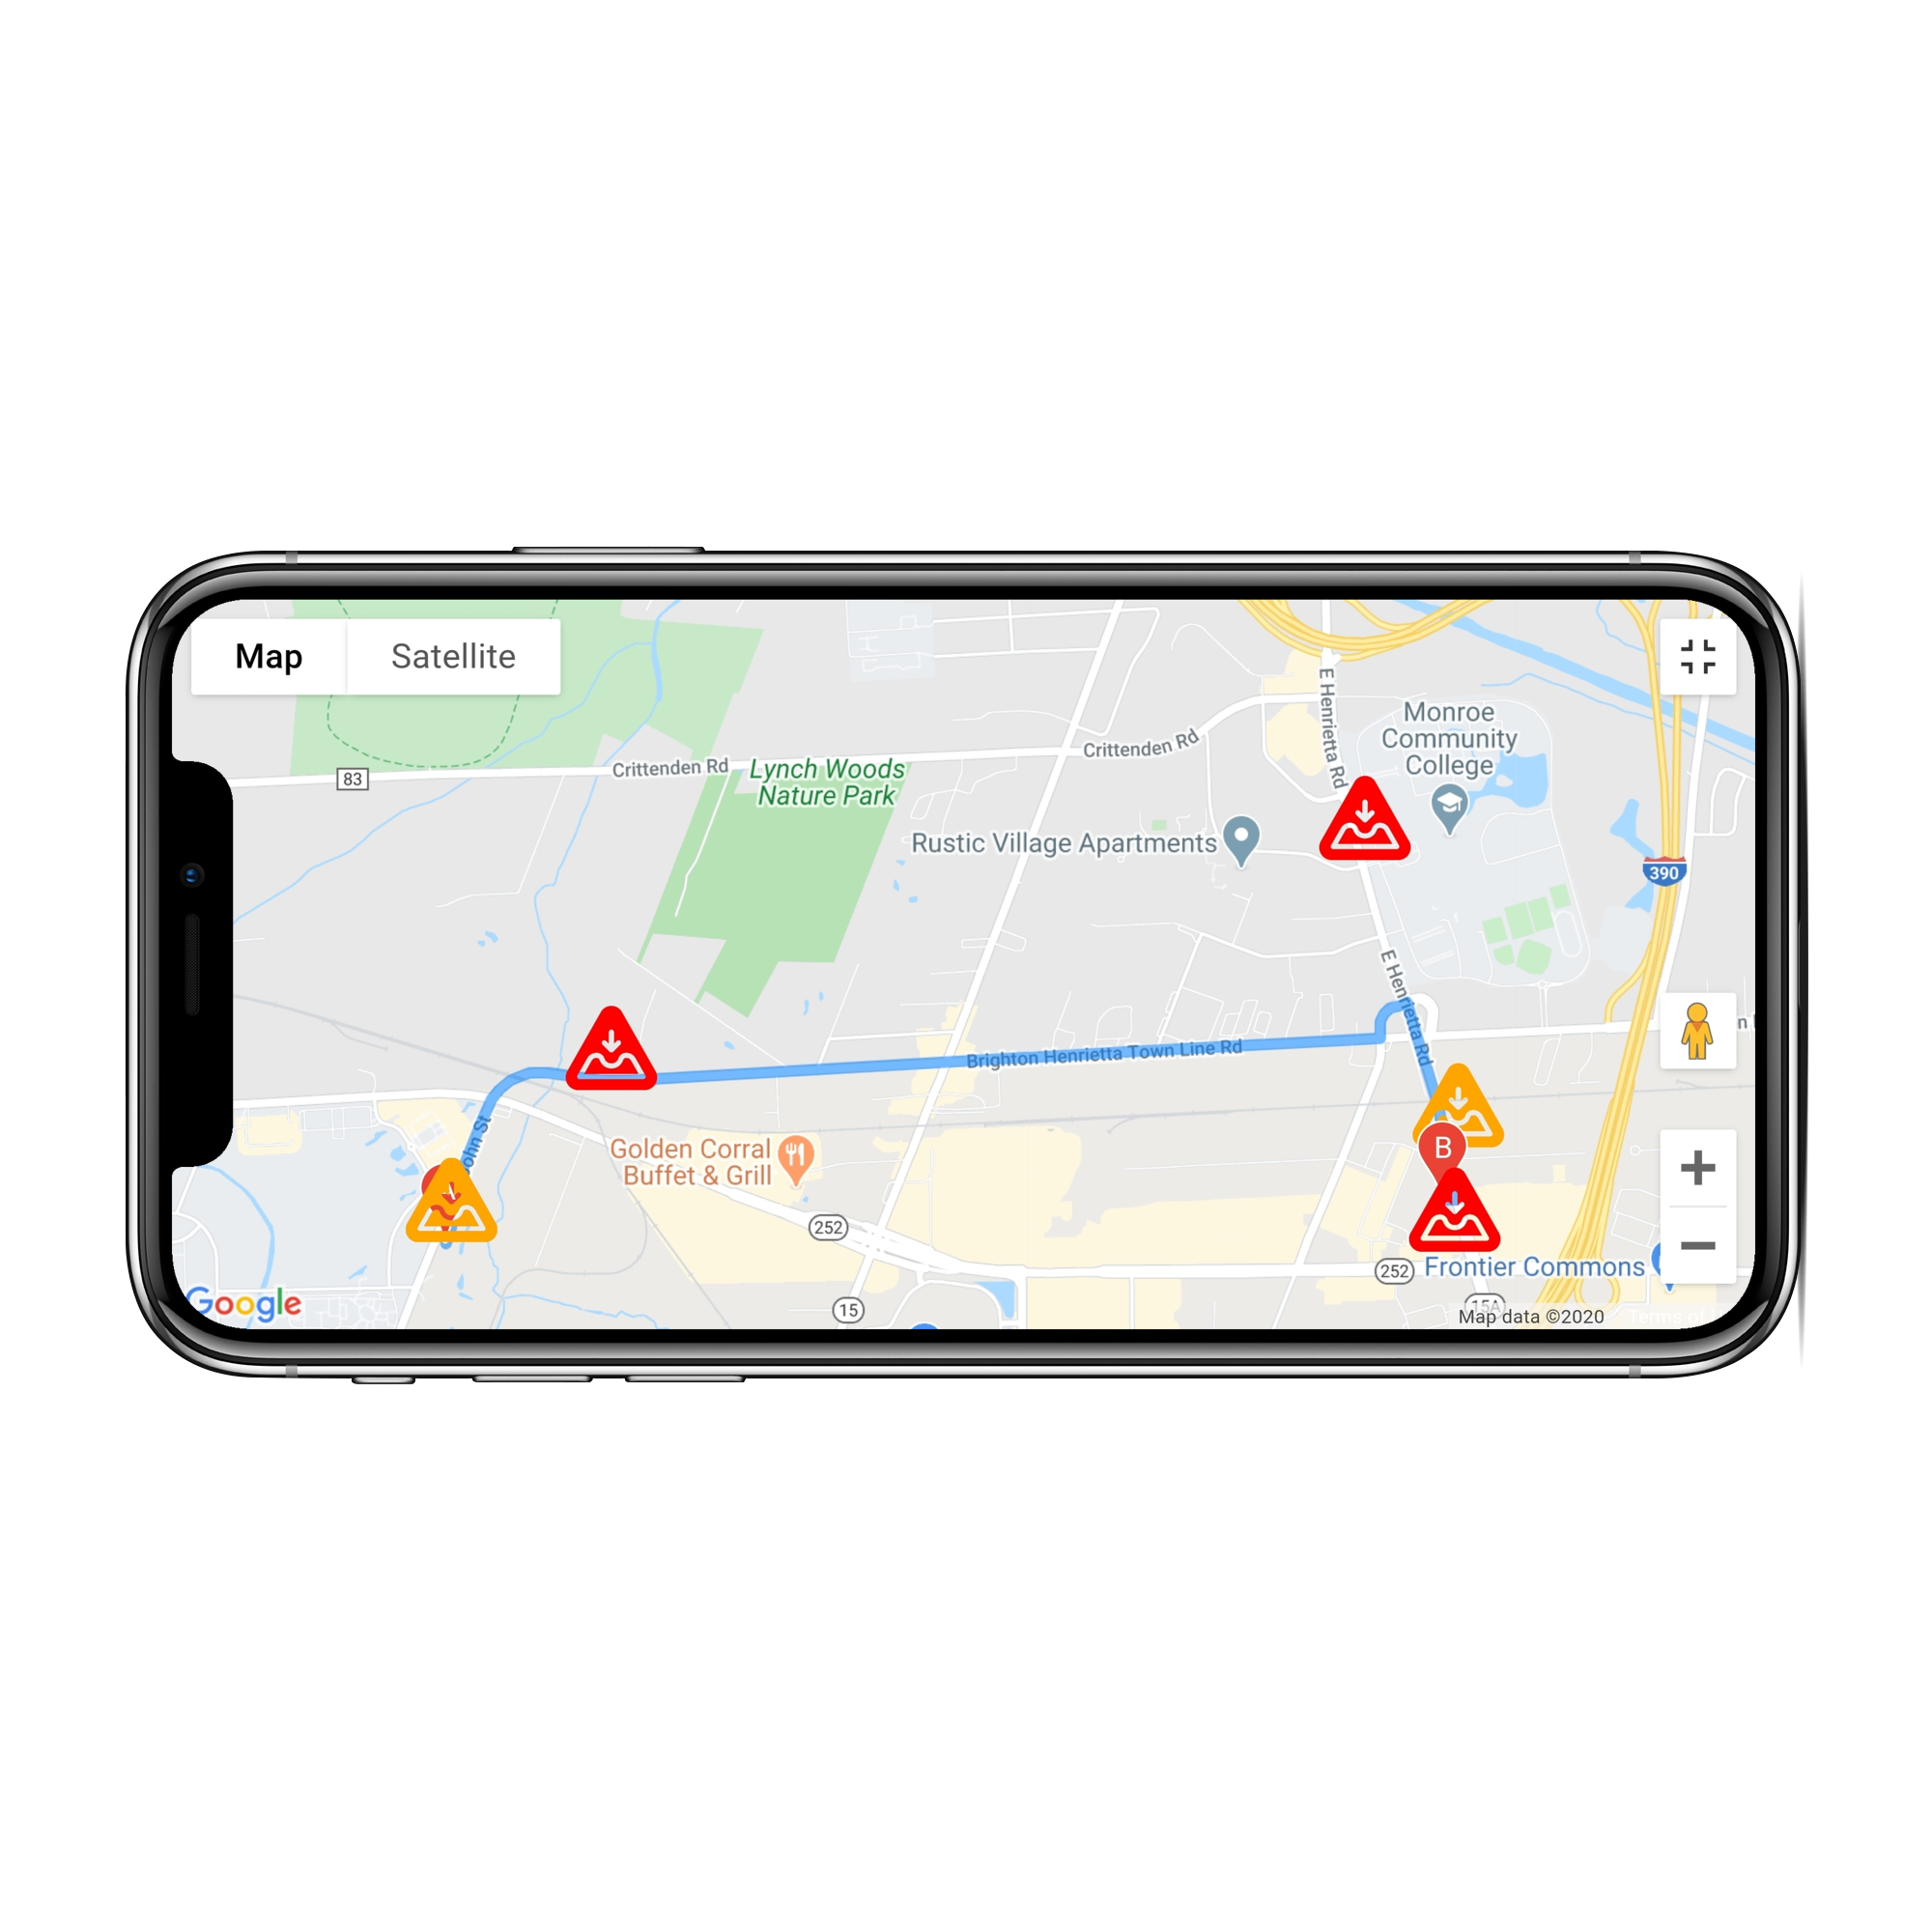 Map
Satellite
E Henrietta Rd
Monroe
Community
College
Crittenden Rd
Crittenden Rd
83
Lynch Woods
Nature Park
Rustic Village Apartments
390
E Henrietta Rd
Brighton Henrietta Town Line Rd
John St
B
Golden Corral
Buffet & Grill
252
252
Frontier Commons
Google
15
15A
Map data ©2020
Terms of